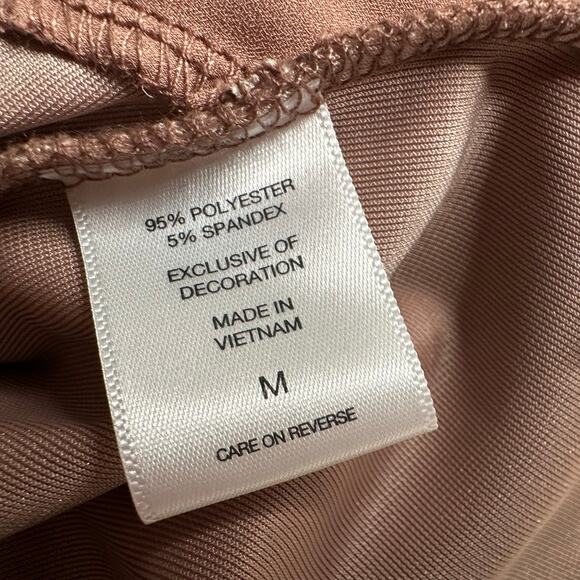 95% POLYESTER
5% SPANDEX
EXCLUSIVE OF
DECORATION
MADE IN
VIETNAM
M
CARE ON REVERSE